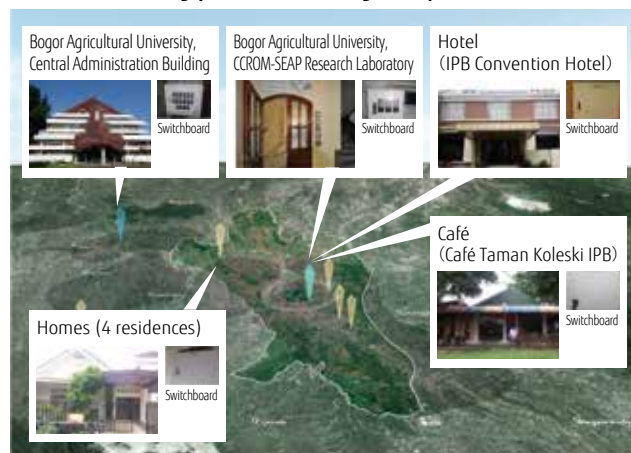 Bogor Agricultural University,
Central Administration Building
Switchboard
Bogor Agricultural University,
CCROM-SEAP Research Laboratory
Switchboard
Hotel
(IPB Convention Hotel)
Switchboard
Café
(Café Taman Koleski IPB)
Switchboard
Homes (4 residences)
Switchboard